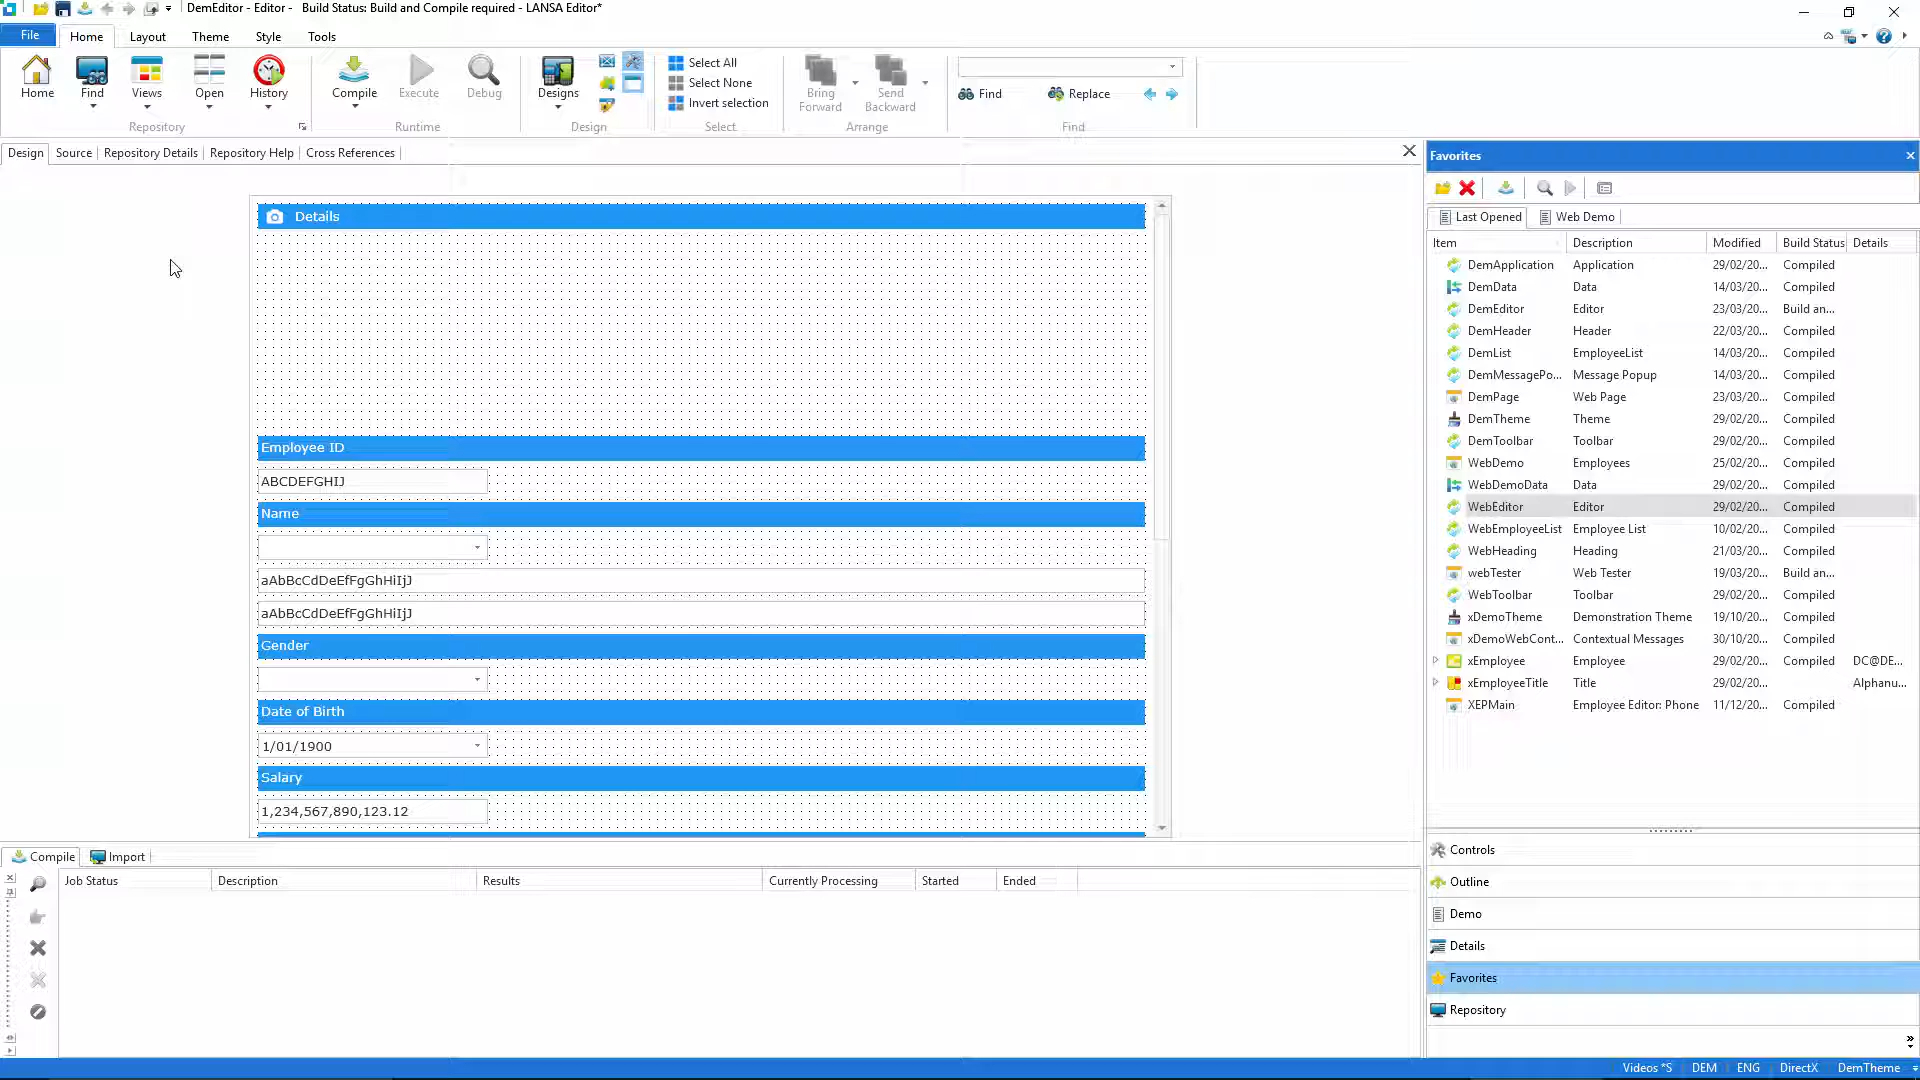 DemEditor - Editor - Build Status: Build and Compile required - LANSA Editor*
File Home Layout Theme Style Tools
Home Find Views Open History
Repository
Compile Execute Debug
Runtime
Designs
Design
Select All
Select None
Invert selection
Select
Bring Forward
Send Backward
Arrange
Find Replace
Find
Design Source Repository Details Repository Help Cross References
Details
Employee ID
ABCDEFGHIJ
Name
aAbBcCdDeEfFgGhHiIjJ
aAbBcCdDeEfFgGhHiIjJ
Gender
Date of Birth
1/01/1900
Salary
1,234,567,890,123.12
Favorites
Last Opened Web Demo
Item Description Modified Build Status Details
DemApplication Application 29/02/20... Compiled
DemData Data 14/03/20... Compiled
DemEditor Editor 23/03/20... Build an...
DemHeader Header 22/03/20... Compiled
DemList EmployeeList 14/03/20... Compiled
DemMessagePo... Message Popup 14/03/20... Compiled
DemPage Web Page 23/03/20... Compiled
DemTheme Theme 29/02/20... Compiled
DemToolbar Toolbar 29/02/20... Compiled
WebDemo Employees 25/02/20... Compiled
WebDemoData Data 29/02/20... Compiled
WebEditor Editor 29/02/20... Compiled
WebEmployeeList Employee List 10/02/20... Compiled
WebHeading Heading 21/03/20... Compiled
webTester Web Tester 19/03/20... Build an...
WebToolbar Toolbar 29/02/20... Compiled
xDemoTheme Demonstration Theme 19/10/20... Compiled
xDemoWebCont... Contextual Messages 30/10/20... Compiled
xEmployee Employee 29/02/20... Compiled DC@DE...
xEmployeeTitle Title 29/02/20... Alphanu...
XEPMain Employee Editor: Phone 11/12/20... Compiled
Controls
Outline
Demo
Details
Favorites
Repository
Compile Import
Job Status Description Results Currently Processing Started Ended
Videos *S DEM ENG DirectX DemTheme